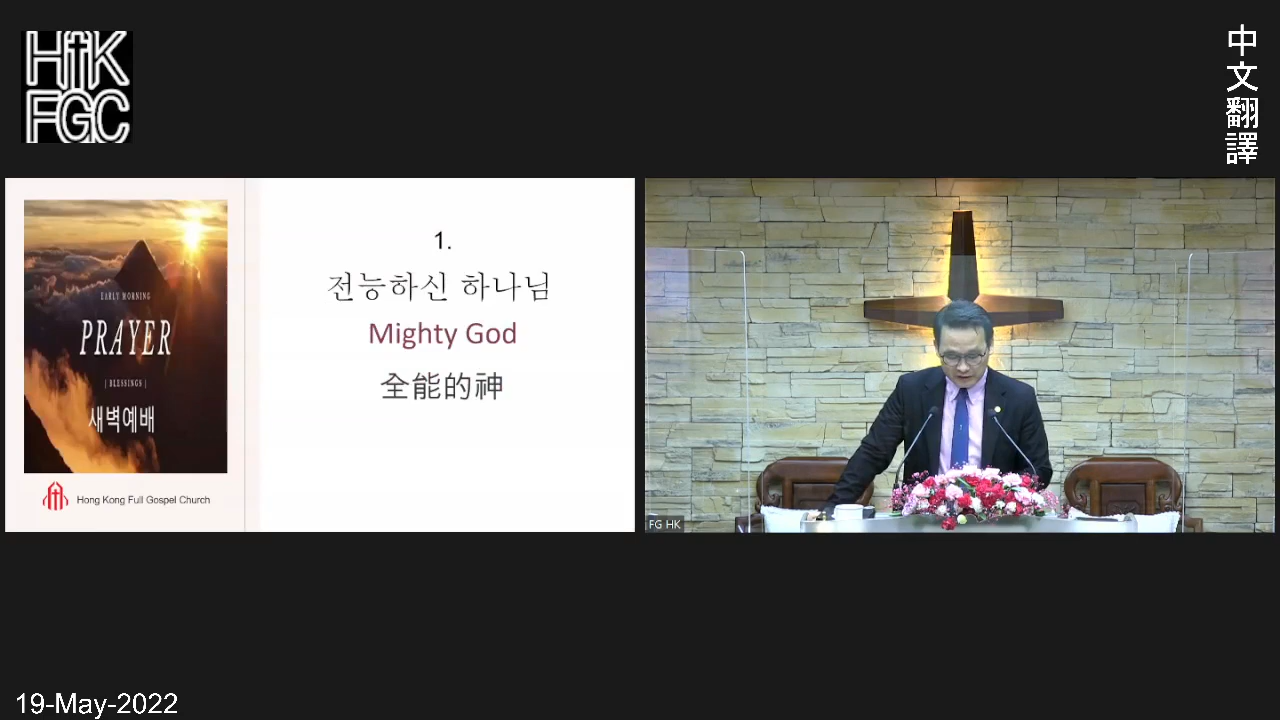 HK
FGC
中文翻譯
EARLY MORNING
PRAYER
| BLESSINGS |
새벽예배
Hong Kong Full Gospel Church
1.
전능하신 하나님
Mighty God
全能的神
FG HK
19-May-2022